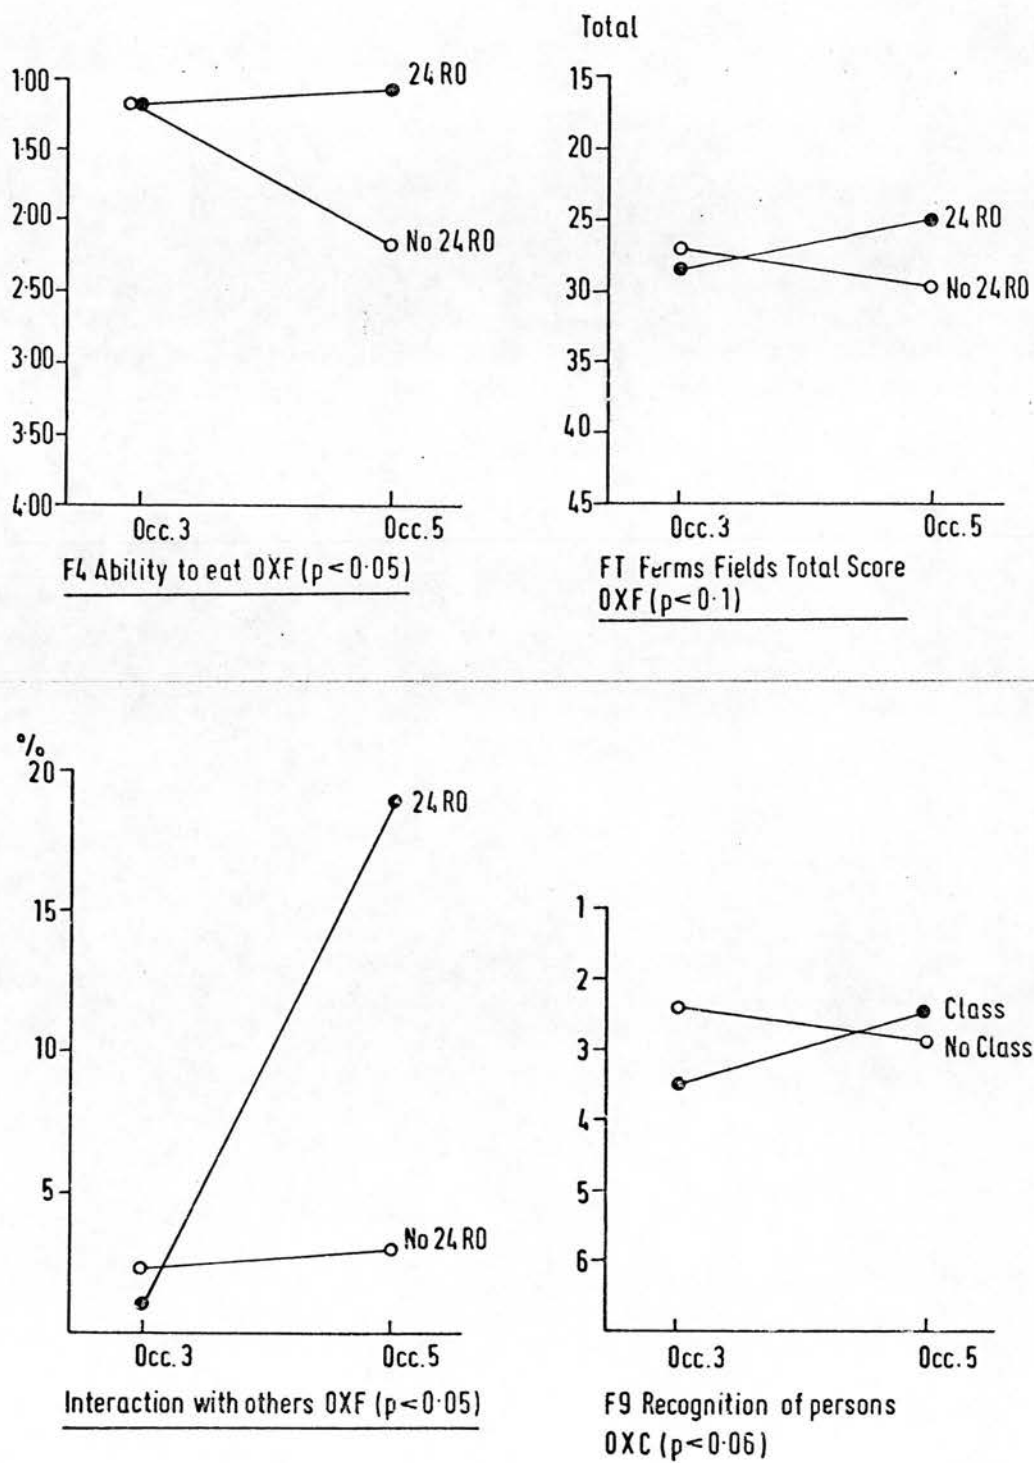 1·00
1·50
2·00
2·50
3·00
3·50
4·00
24 RO
No 24 RO
Occ.3
Occ.5
F4 Ability to eat OXF (p<0·05)
Total
15
20
25
30
35
40
45
24 RO
No 24 RO
Occ.3
Occ.5
FT Ferms Fields Total Score
OXF (p<0·1)
%
20
15
10
5
24 RO
No 24 RO
Occ.3
Occ.5
Interaction with others OXF (p<0·05)
1
2
3
4
5
6
Class
No Class
Occ.3
Occ.5
F9 Recognition of persons
OXC (p<0·06)